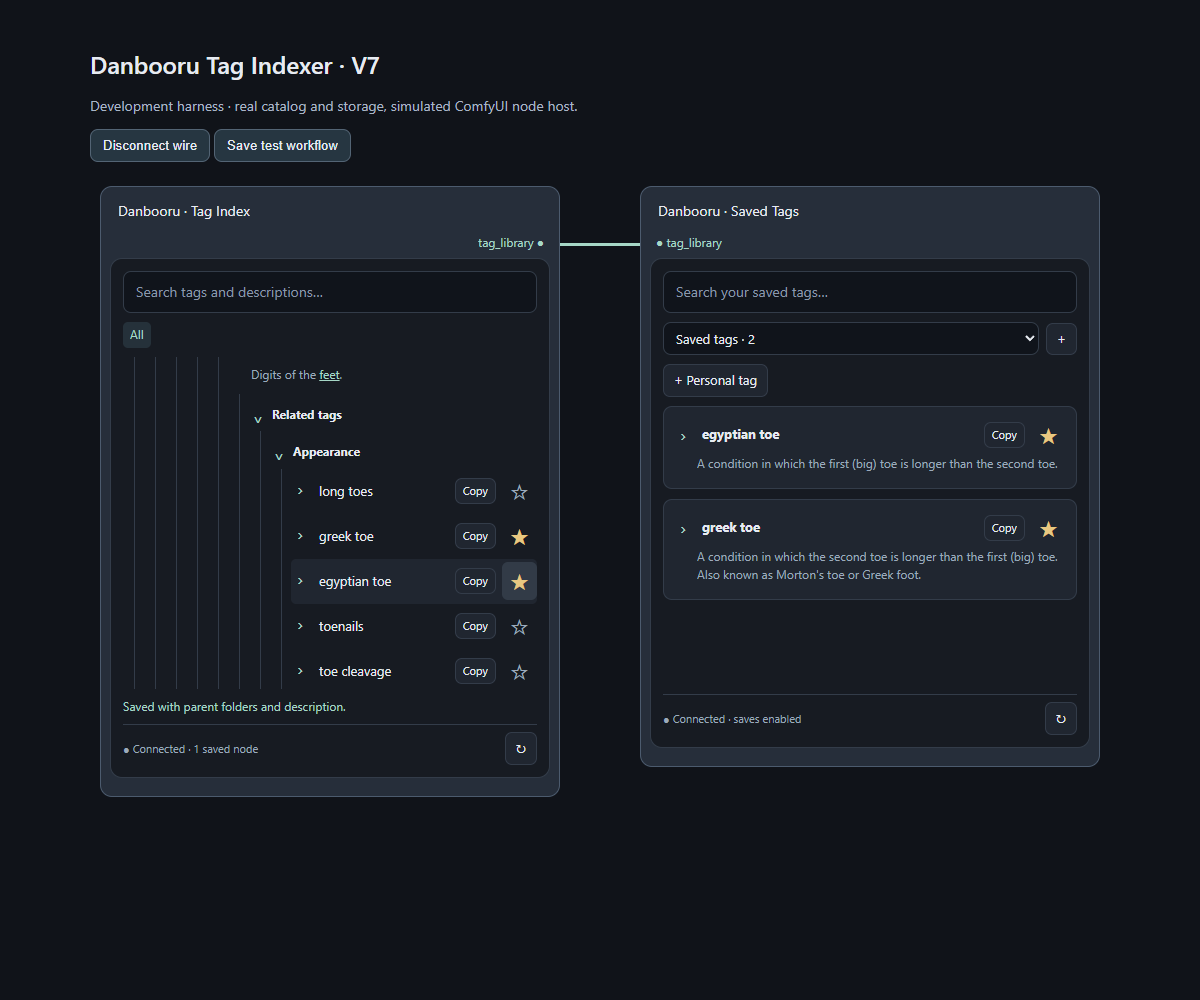 Danbooru Tag Indexer · V7
Development harness · real catalog and storage, simulated ComfyUI node host.
Disconnect wire
Save test workflow
Danbooru · Tag Index
tag_library
Search tags and descriptions...
All
Digits of the feet.
Related tags
Appearance
long toes Copy
greek toe Copy
egyptian toe Copy
toenails Copy
toe cleavage Copy
Saved with parent folders and description.
Connected · 1 saved node
Danbooru · Saved Tags
tag_library
Search your saved tags...
Saved tags · 2
+
+ Personal tag
egyptian toe Copy
A condition in which the first (big) toe is longer than the second toe.
greek toe Copy
A condition in which the second toe is longer than the first (big) toe.
Also known as Morton's toe or Greek foot.
Connected · saves enabled